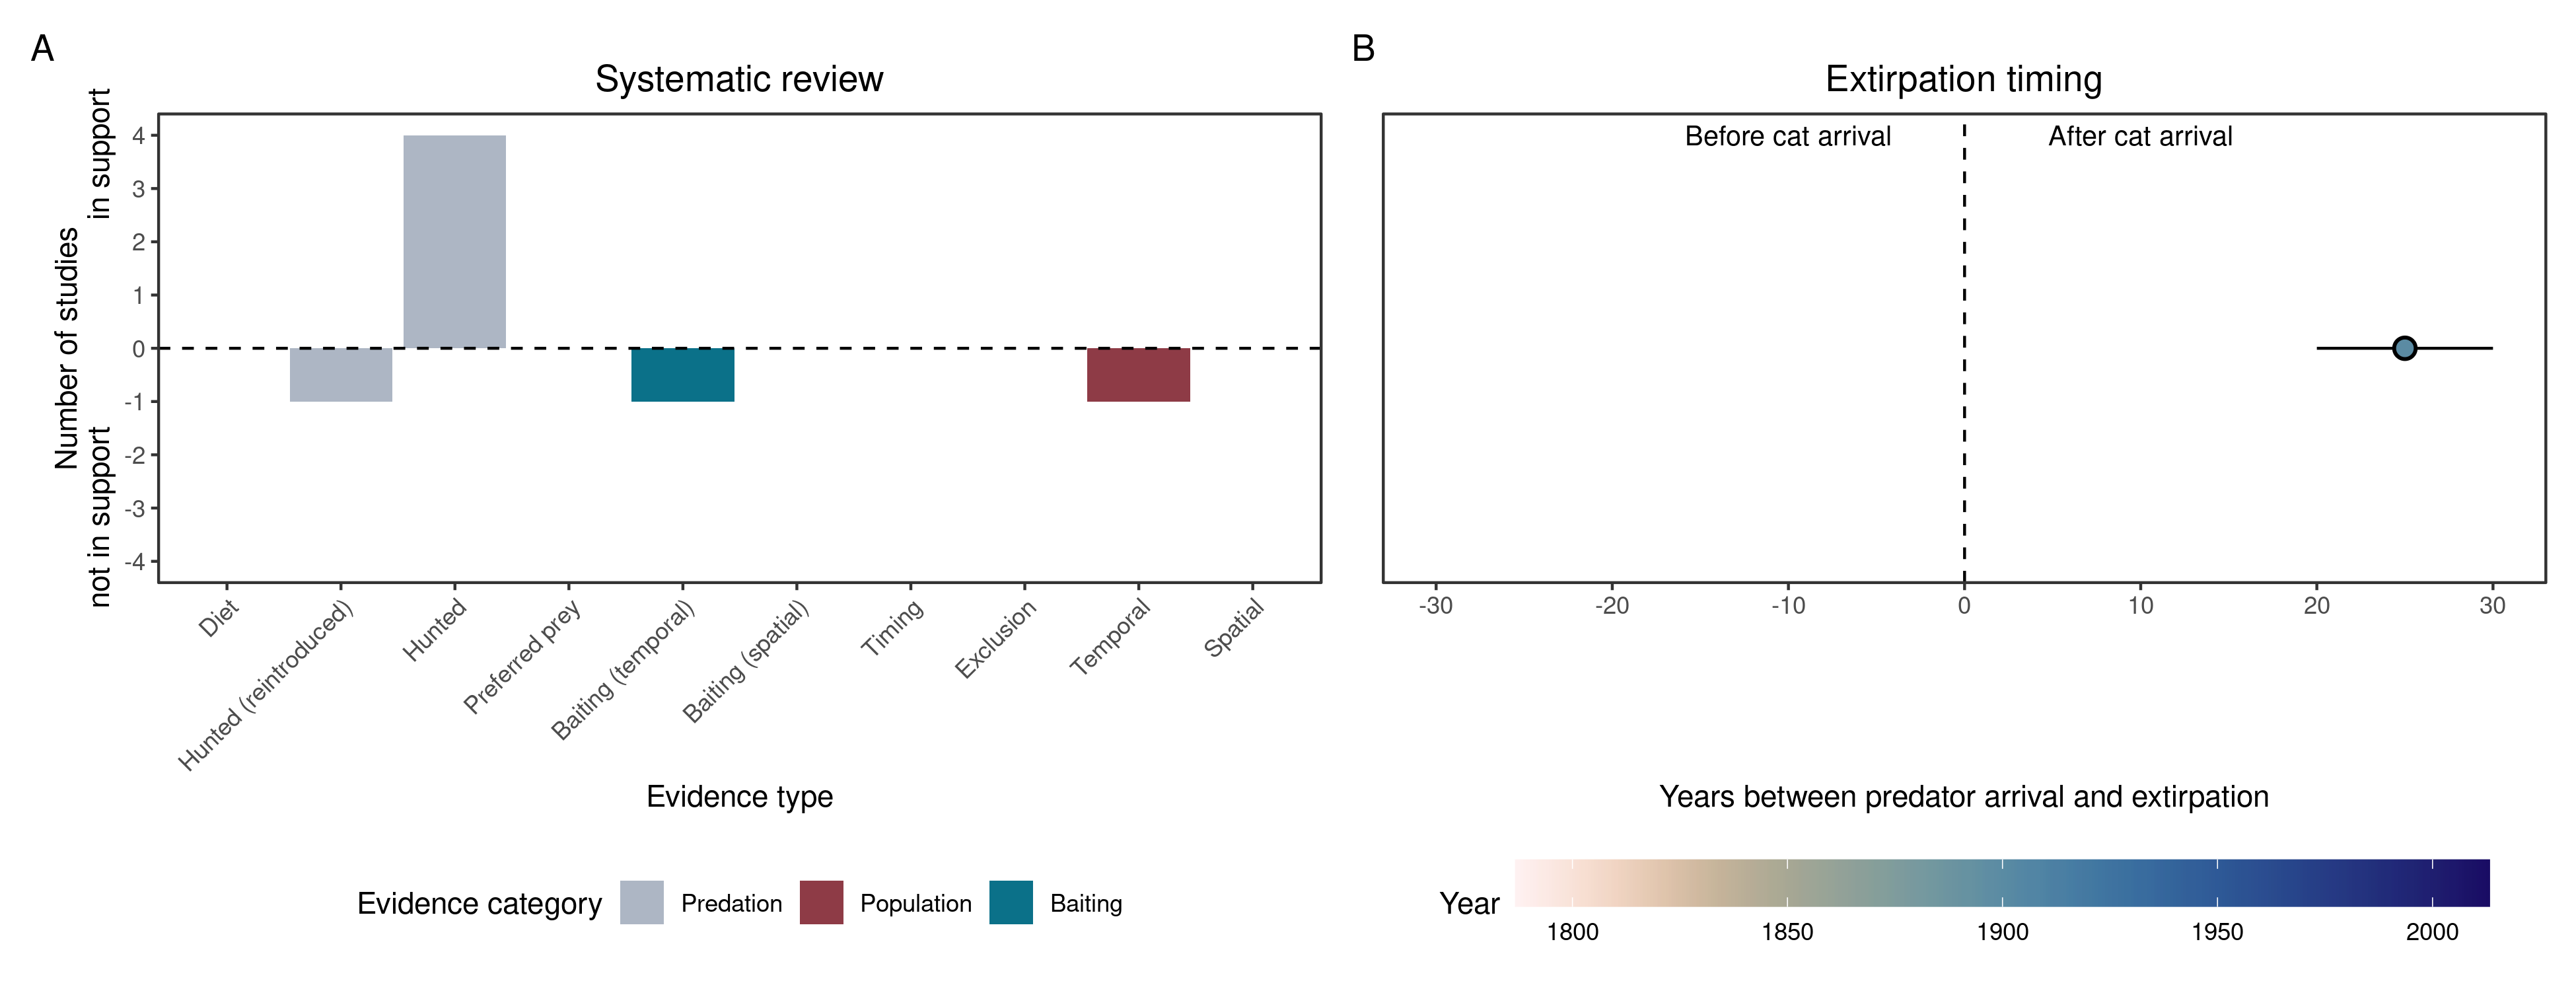 A
Systematic review
Number of studies
in support
not in support
4
3
2
1
0
-1
-2
-3
-4
Diet
Hunted (reintroduced)
Hunted
Preferred prey
Baiting (temporal)
Baiting (spatial)
Timing
Exclusion
Temporal
Spatial
Evidence type
Evidence category
Predation
Population
Baiting
B
Extirpation timing
Before cat arrival
After cat arrival
-30
-20
-10
0
10
20
30
Years between predator arrival and extirpation
Year
1800
1850
1900
1950
2000